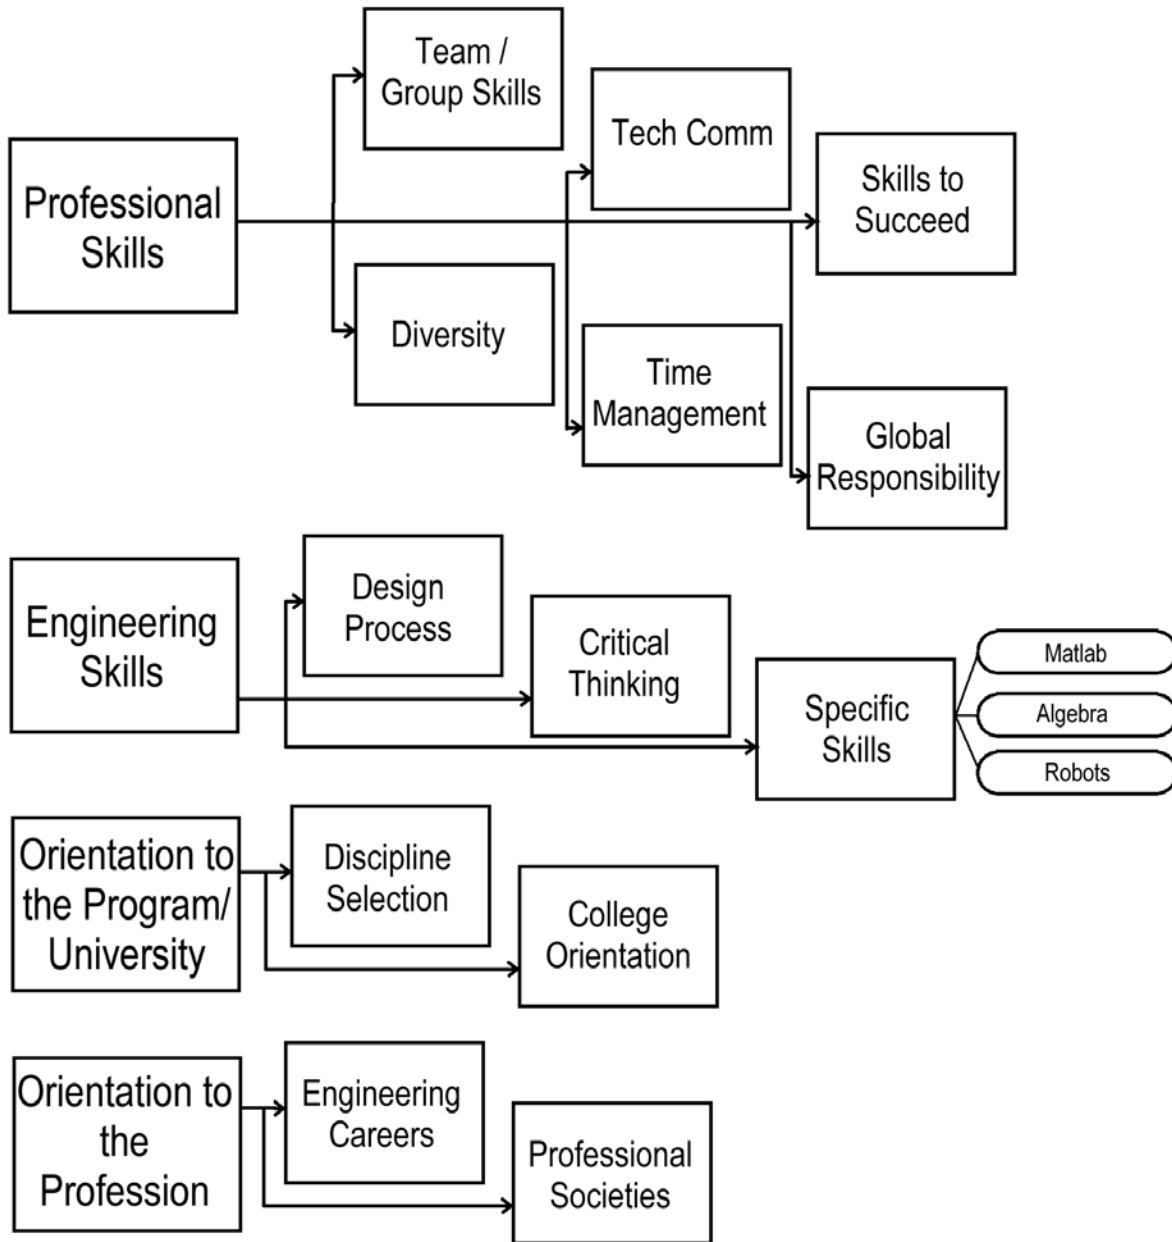 Team /
Group Skills
Tech Comm
Professional
Skills
Skills to
Succeed
Diversity
Time
Management
Global
Responsibility
Engineering
Skills
Design
Process
Critical
Thinking
Specific
Skills
Matlab
Algebra
Robots
Orientation to
the Program/
University
Discipline
Selection
College
Orientation
Orientation to
the
Profession
Engineering
Careers
Professional
Societies